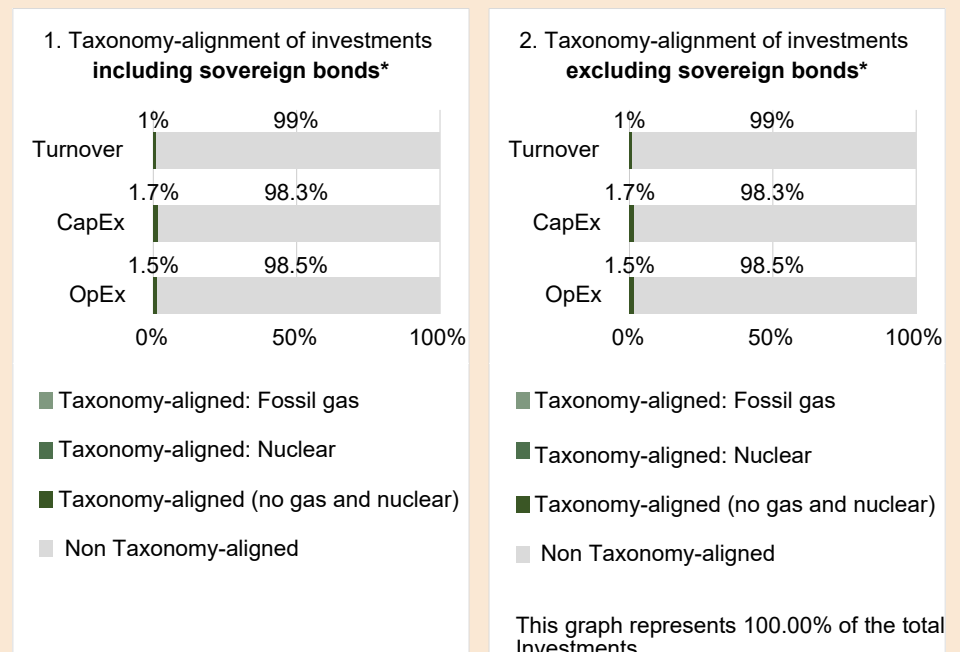 1. Taxonomy-alignment of investments
including sovereign bonds*
1% 99%
Turnover
1.7% 98.3%
CapEx
1.5% 98.5%
OpEx
0% 50% 100%
Taxonomy-aligned: Fossil gas
Taxonomy-aligned: Nuclear
Taxonomy-aligned (no gas and nuclear)
Non Taxonomy-aligned
2. Taxonomy-alignment of investments
excluding sovereign bonds*
1% 99%
Turnover
1.7% 98.3%
CapEx
1.5% 98.5%
OpEx
0% 50% 100%
Taxonomy-aligned: Fossil gas
Taxonomy-aligned: Nuclear
Taxonomy-aligned (no gas and nuclear)
Non Taxonomy-aligned
This graph represents 100.00% of the total
Investments